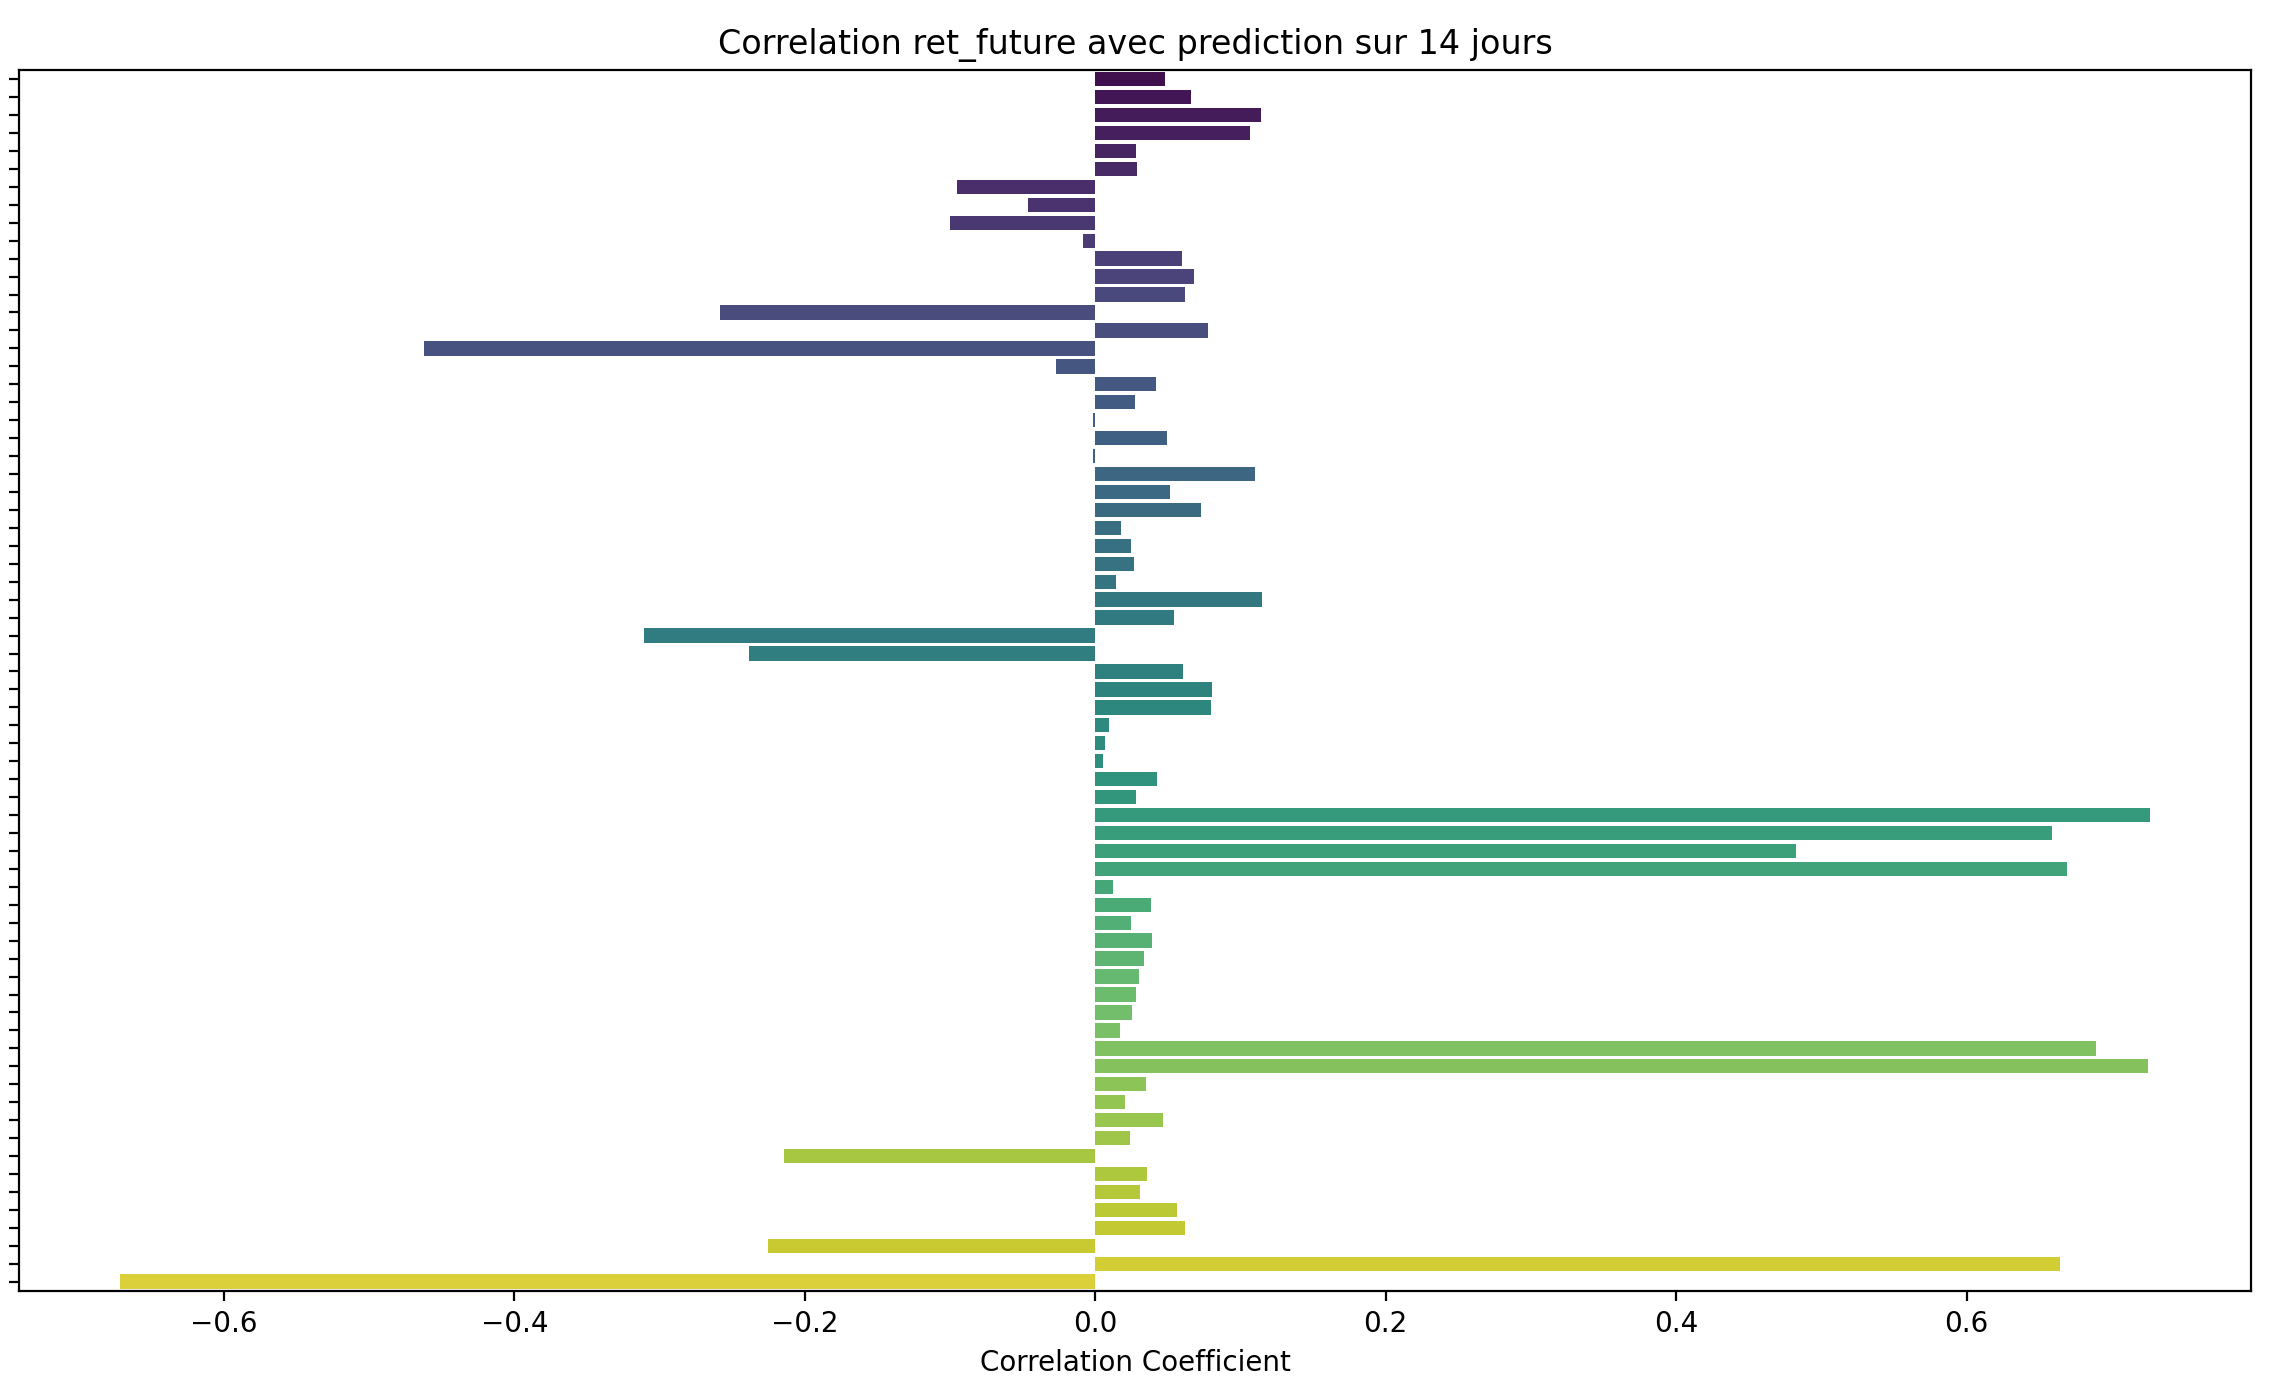 Correlation ret_future avec prediction sur 14 jours
−0.6 −0.4 −0.2 0.0 0.2 0.4 0.6
Correlation Coefficient